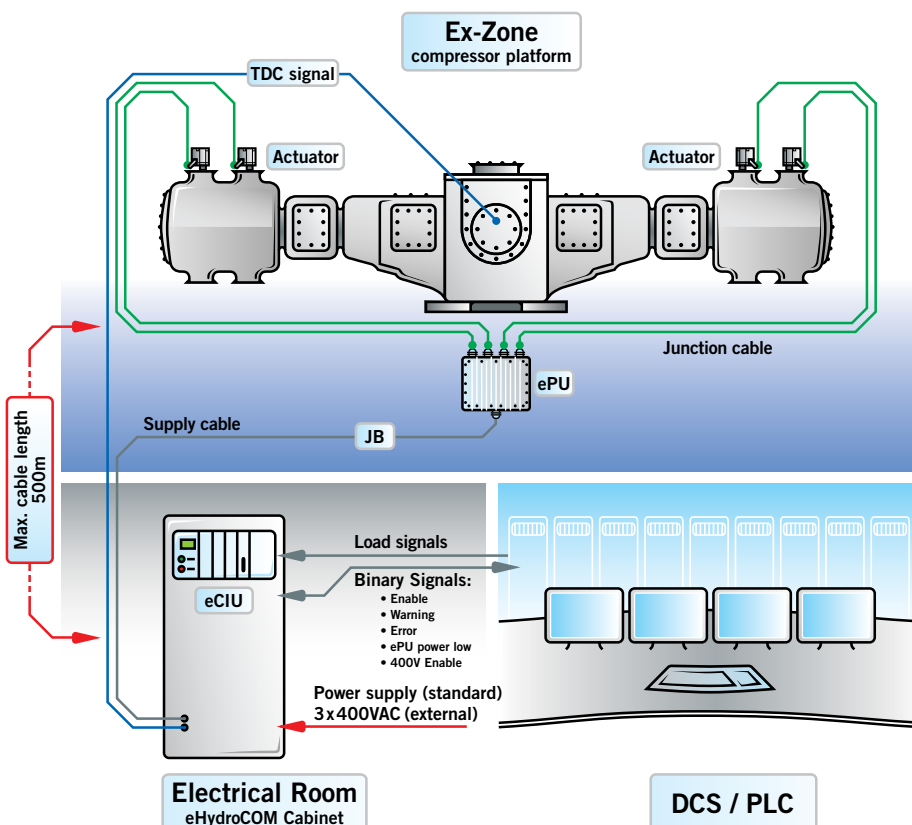 Ex-Zone
compressor platform
TDC signal
Actuator
Actuator
Junction cable
ePU
Supply cable
JB
Max. cable length
500m
Load signals
eCIU
Binary Signals:
• Enable
• Warning
• Error
• ePU power low
• 400V Enable
Power supply (standard)
3x400VAC (external)
Electrical Room
eHydroCOM Cabinet
DCS / PLC